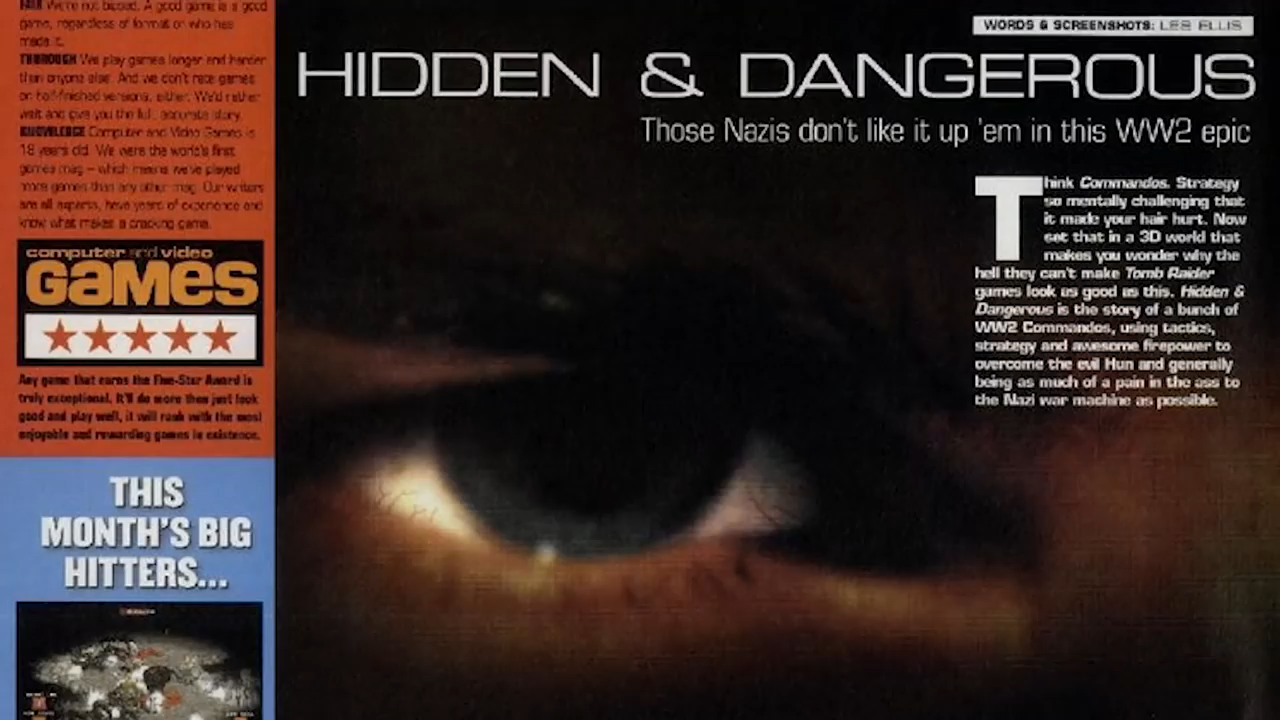 FAIR We're not biased. A good game is a good
game, regardless of format or who has
made it.
THOROUGH We play games longer and harder
than anyone else. And we don't rate games
on half-finished versions, either. We'd rather
wait and give you the full, accurate story.
KNOWLEDGE Computer and Video Games is
18 years old. We were the world's first
games mag – which means we've played
more games than any other mag. Our writers
are all experts, have years of experience and
know what makes a cracking game.
computer and video
GAMES
Any game that earns the Five-Star Award is
truly exceptional. It'll do more than just look
good and play well, it will rank with the most
enjoyable and rewarding games in existence.
THIS
MONTH'S BIG
HITTERS...
WORDS & SCREENSHOTS: LES ELLIS
HIDDEN & DANGEROUS
Those Nazis don't like it up 'em in this WW2 epic
Think Commandos. Strategy
so mentally challenging that
it made your hair hurt. Now
set that in a 3D world that
makes you wonder why the
hell they can't make Tomb Raider
games look as good as this. Hidden &
Dangerous is the story of a bunch of
WW2 Commandos, using tactics,
strategy and awesome firepower to
overcome the evil Hun and generally
being as much of a pain in the ass to
the Nazi war machine as possible.